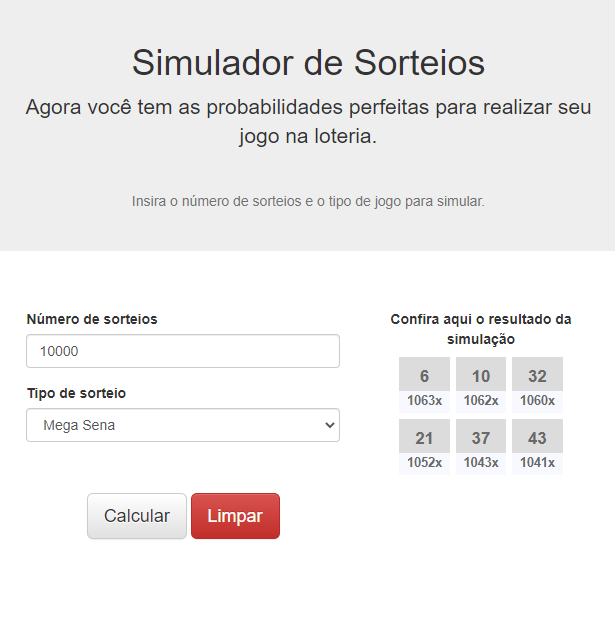 Simulador de Sorteios
Agora você tem as probabilidades perfeitas para realizar seu
jogo na loteria.
Insira o número de sorteios e o tipo de jogo para simular.
Número de sorteios
10000
Tipo de sorteio
Mega Sena
Calcular Limpar
Confira aqui o resultado da
simulação
6 10 32
1063x 1062x 1060x
21 37 43
1052x 1043x 1041x